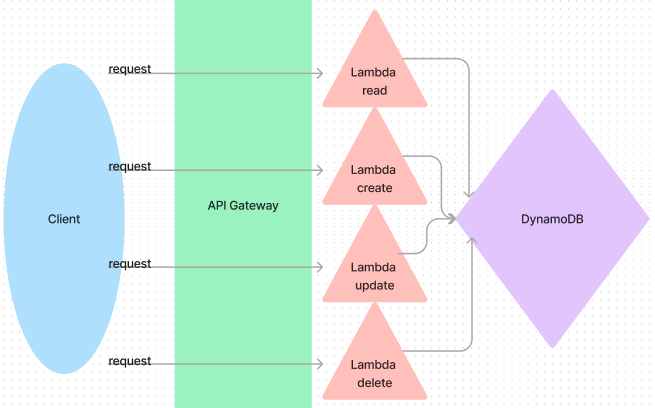 request
Lambda
read
request
Lambda
create
Client
API Gateway
DynamoDB
request
Lambda
update
request
Lambda
delete